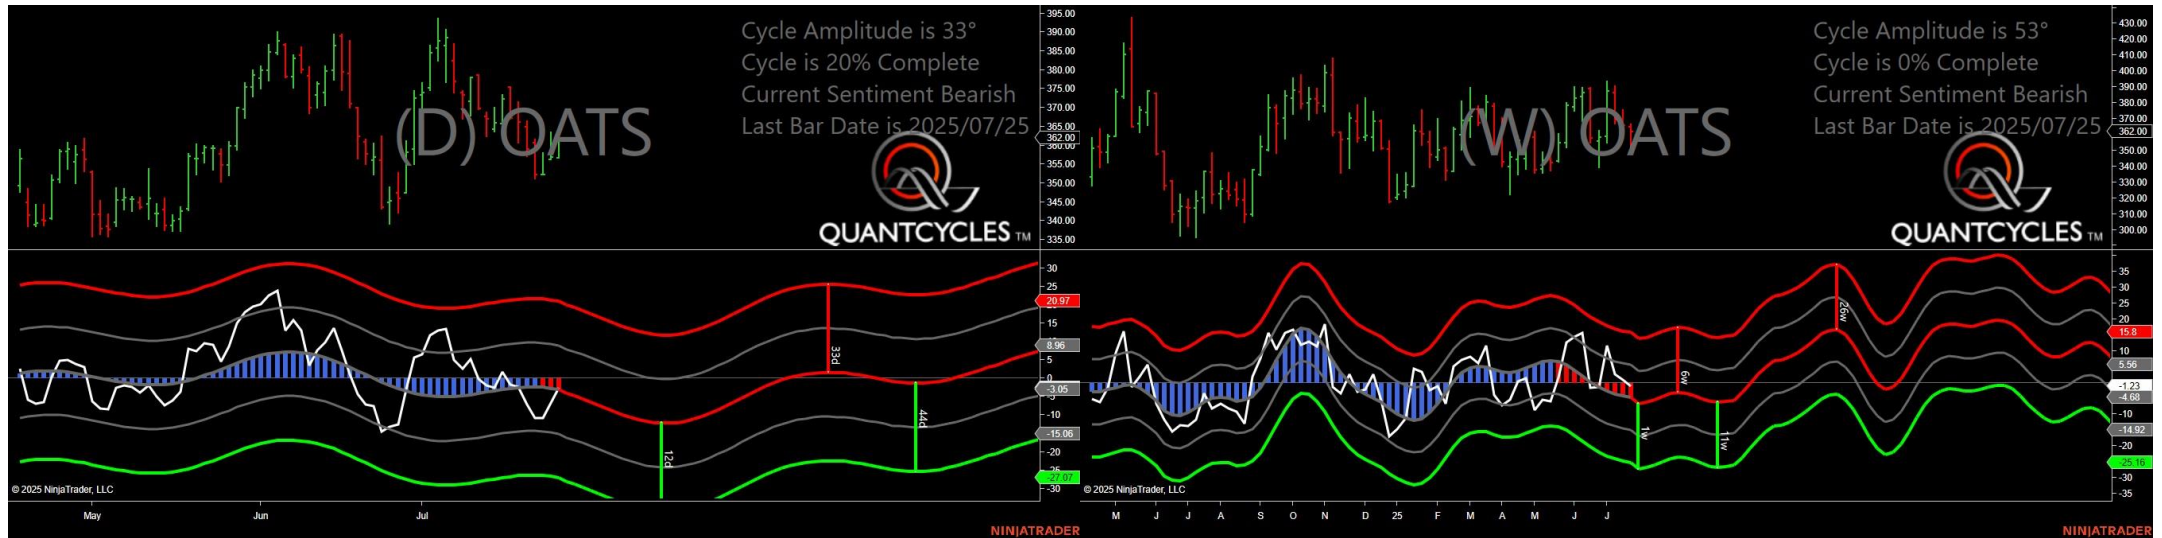 Cycle Amplitude is 33°
Cycle is 20% Complete
Current Sentiment Bearish
Last Bar Date is 2025/07/25
(D) OATS
QUANTCYCLES TM
395.00
390.00
385.00
380.00
375.00
370.00
365.00
362.00
360.00
355.00
350.00
345.00
340.00
335.00
30
25
20.97
15
8.96
5
0
-3.05
-5
-10
-15.06
-20
-25
-27.07
-30
33d
44d
12d
© 2025 NinjaTrader, LLC
May
Jun
Jul
NINJATRADER
Cycle Amplitude is 53°
Cycle is 0% Complete
Current Sentiment Bearish
Last Bar Date is 2025/07/25
(W) OATS
QUANTCYCLES TM
430.00
420.00
410.00
400.00
390.00
380.00
370.00
362.00
350.00
340.00
330.00
320.00
310.00
300.00
35
30
25
20
15.8
10
5.56
-1.23
-4.68
-10
-14.92
-20
-25.16
-30
-35
26w
6w
1w
11w
© 2025 NinjaTrader, LLC
M
J
J
A
S
O
N
D
25
F
M
A
M
J
J
NINJATRADER